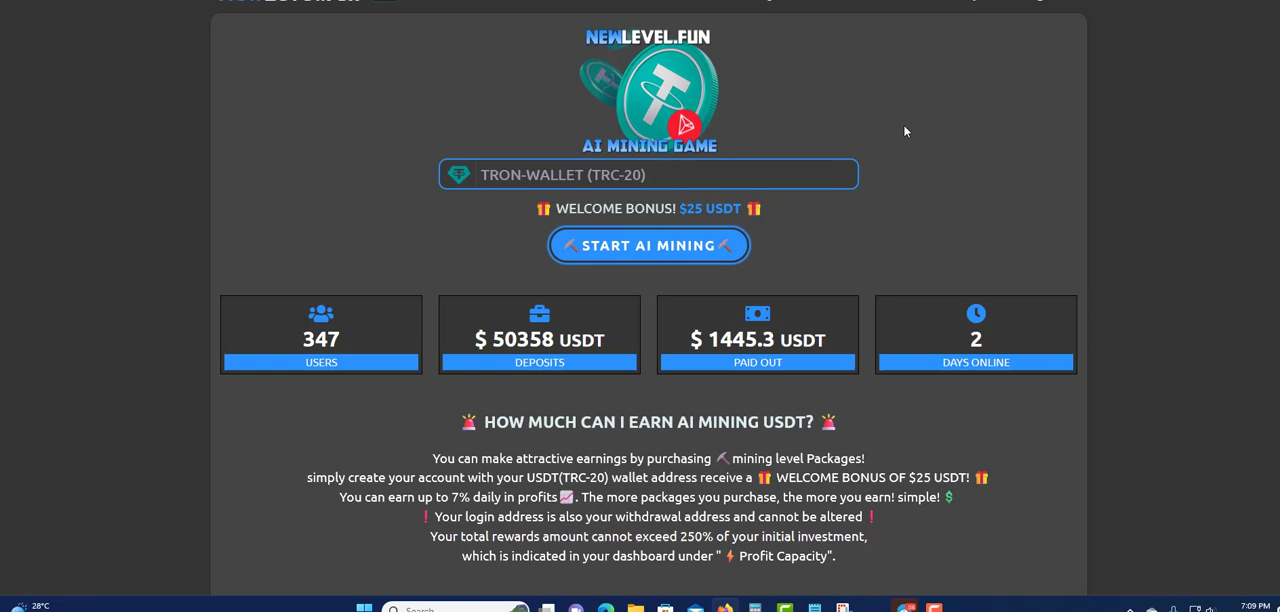 NEWLEVEL.FUN
AI MINING GAME
TRON-WALLET (TRC-20)
WELCOME BONUS! $25 USDT
START AI MINING
347
USERS
$ 50358 USDT
DEPOSITS
$ 1445.3 USDT
PAID OUT
2
DAYS ONLINE
HOW MUCH CAN I EARN AI MINING USDT?
You can make attractive earnings by purchasing mining level Packages!
simply create your account with your USDT(TRC-20) wallet address receive a WELCOME BONUS OF $25 USDT!
You can earn up to 7% daily in profits. The more packages you purchase, the more you earn! simple!
Your login address is also your withdrawal address and cannot be altered
Your total rewards amount cannot exceed 250% of your initial investment,
which is indicated in your dashboard under " Profit Capacity".
28°C
Search
7:09 PM